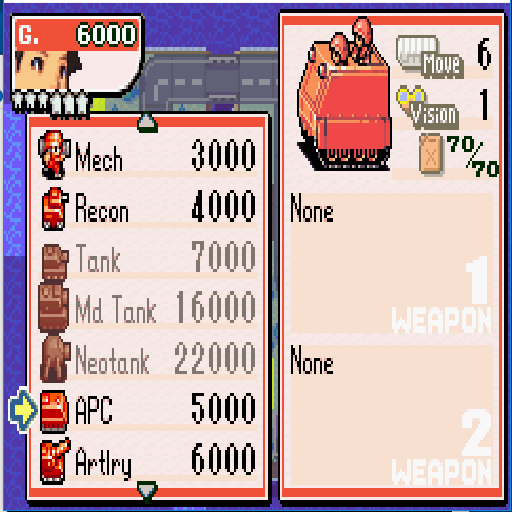 G. 6000
Mech 3000
Recon 4000
Tank 7000
Md Tank 16000
Neotank 22000
APC 5000
Artlry 6000
Move 6
Vision 1
70/70
None
1
WEAPON
None
2
WEAPON